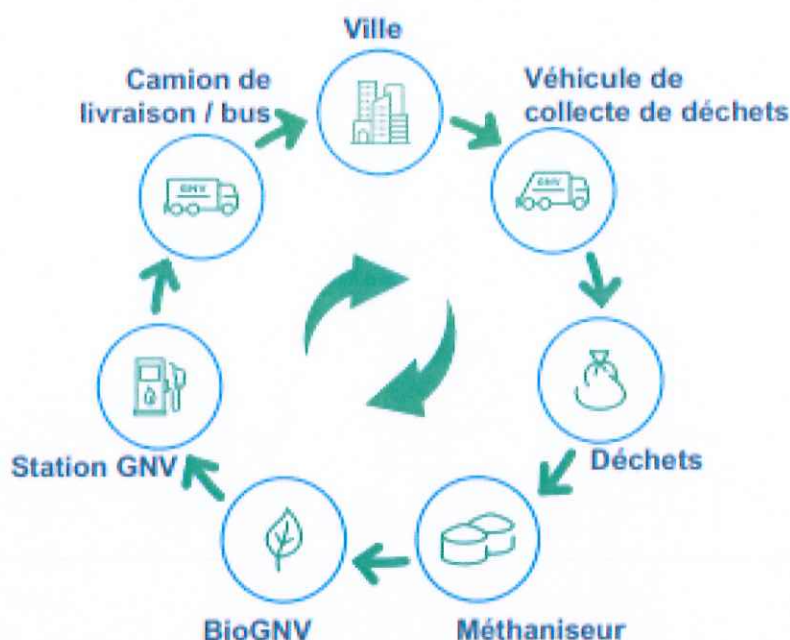 Ville
Camion de
livraison / bus
Véhicule de
collecte de déchets
GNV
GNV
Station GNV
Déchets
BioGNV
Méthaniseur